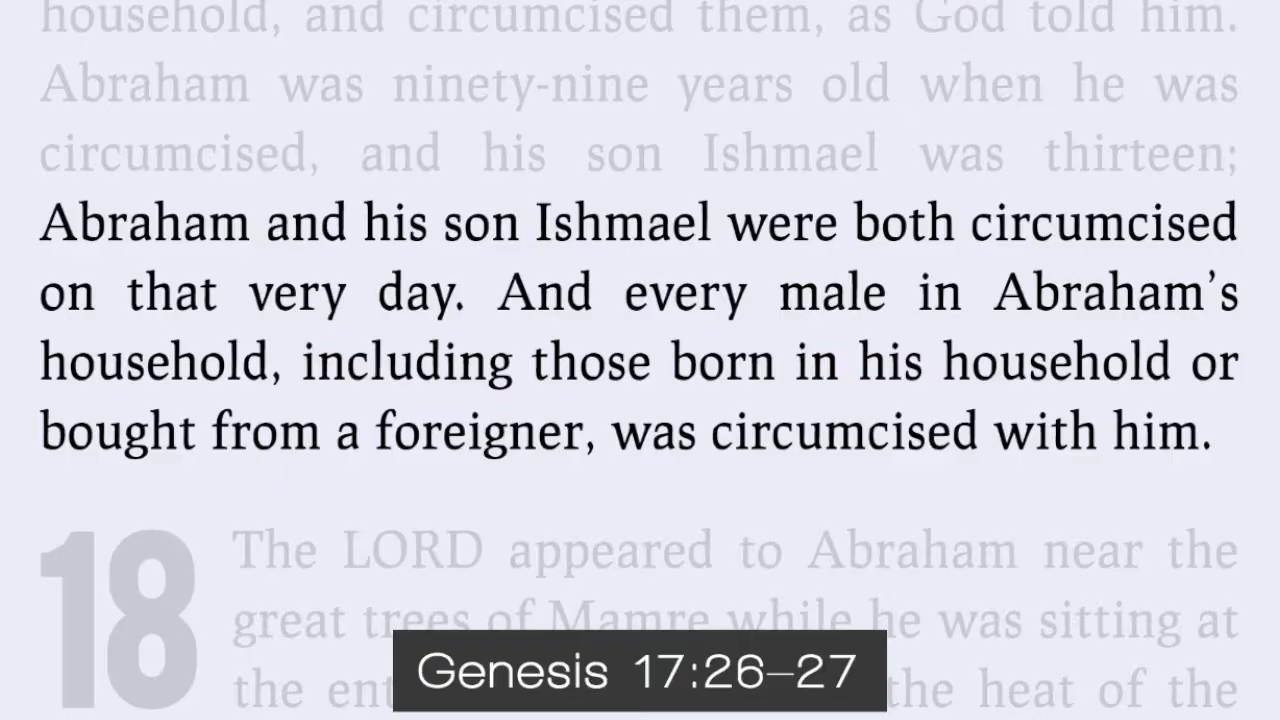 household, and circumcised them, as God told him.
Abraham was ninety-nine years old when he was
circumcised, and his son Ishmael was thirteen;
Abraham and his son Ishmael were both circumcised
on that very day. And every male in Abraham’s
household, including those born in his household or
bought from a foreigner, was circumcised with him.
18
The LORD appeared to Abraham near the
great trees of Mamre while he was sitting at
the the heat of the
Genesis 17:26–27